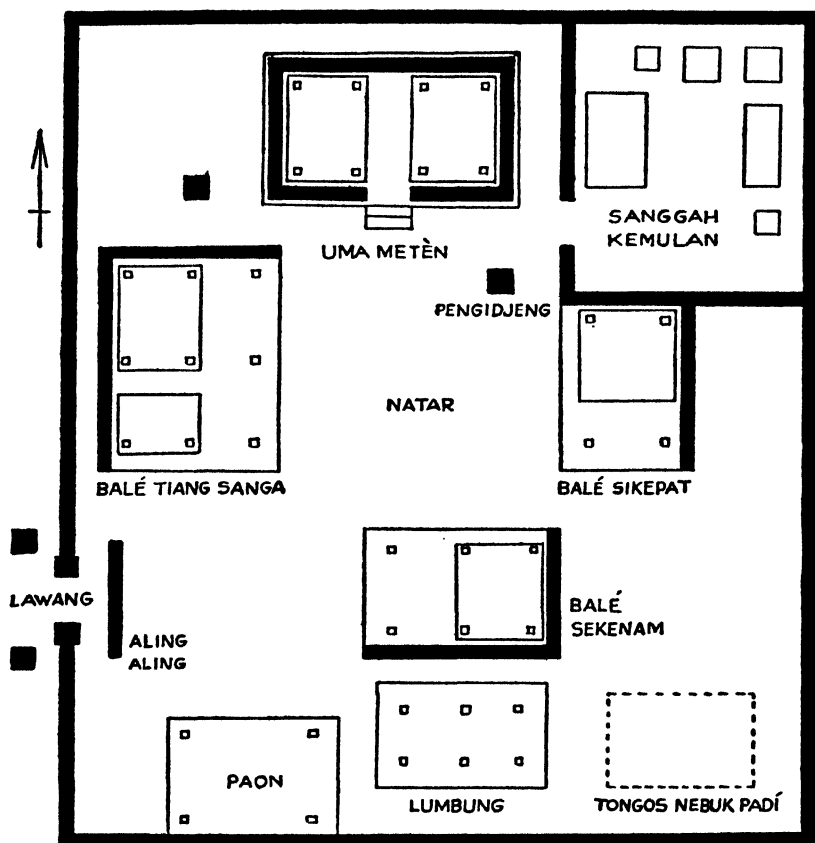 SANGGAH
KEMULAN
UMA METÈN
PENGIDJENG
NATAR
BALÉ TIANG SANGA
BALÉ SIKEPAT
LAWANG
ALING
ALING
BALÉ
SEKENAM
PAON
LUMBUNG
TONGOS NEBUK PADÍ